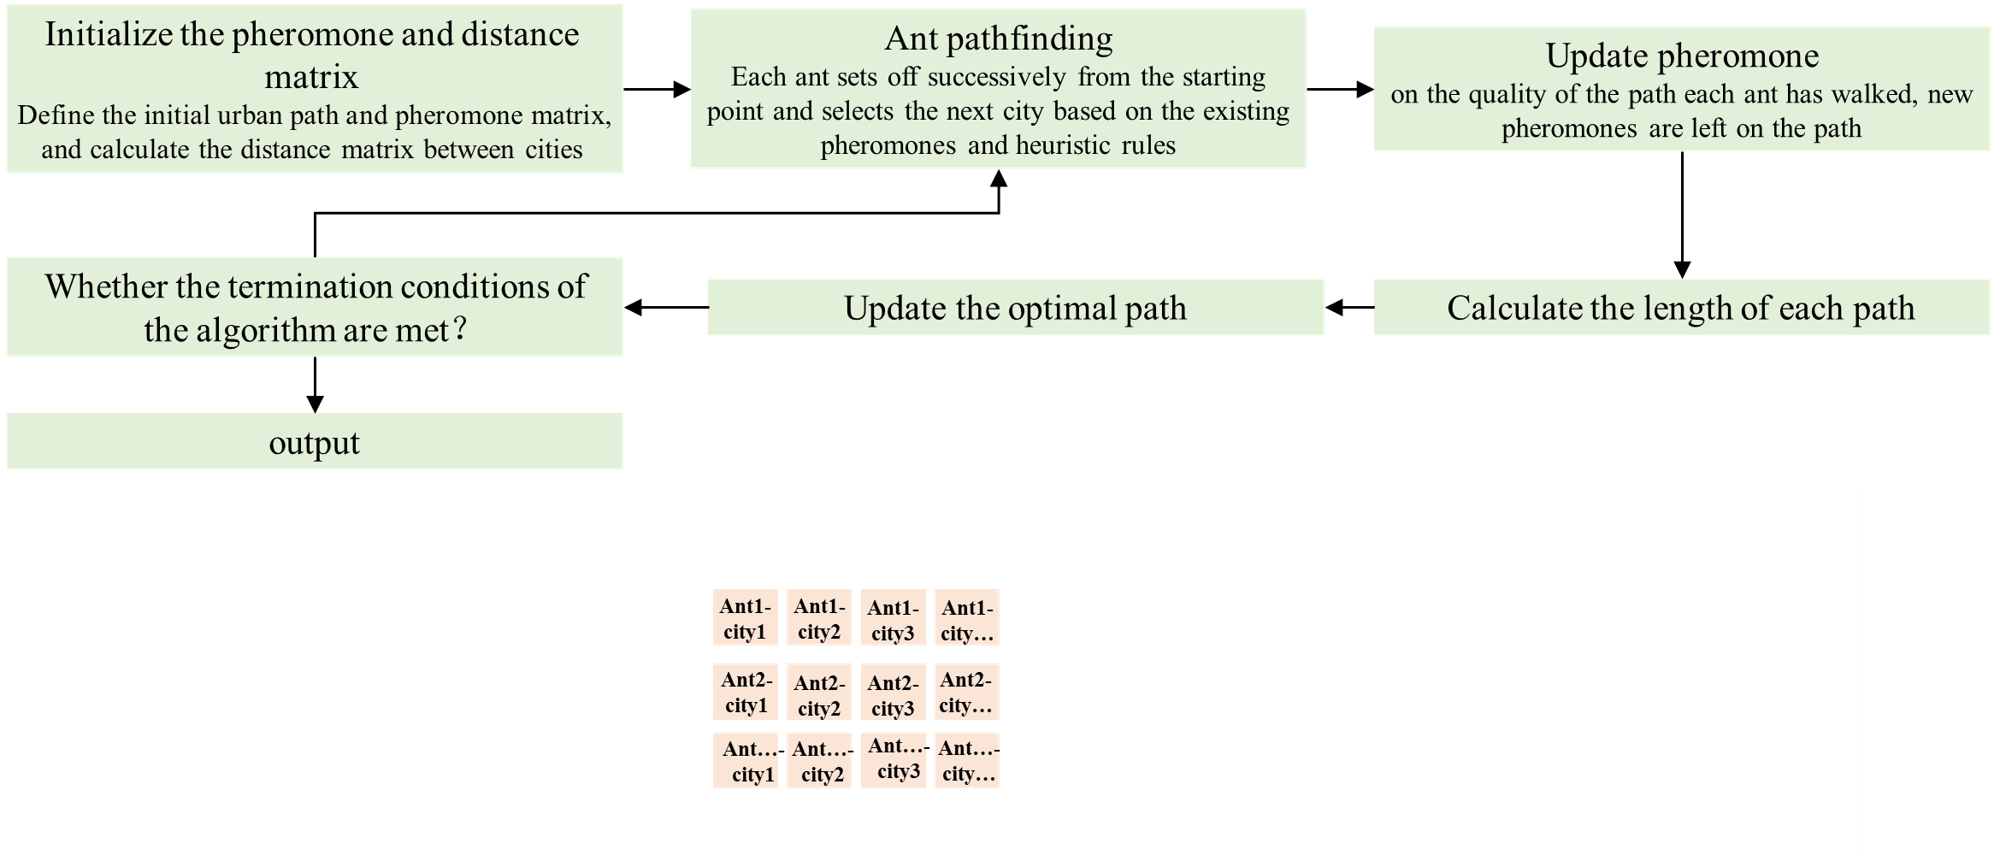 Initialize the pheromone and distance
matrix
Define the initial urban path and pheromone matrix,
and calculate the distance matrix between cities
Ant pathfinding
Each ant sets off successively from the starting
point and selects the next city based on the existing
pheromones and heuristic rules
Update pheromone
on the quality of the path each ant has walked, new
pheromones are left on the path
Whether the termination conditions of
the algorithm are met？
Update the optimal path
Calculate the length of each path
output
Ant1-
city1
Ant1-
city2
Ant1-
city3
Ant1-
city…
Ant2-
city1
Ant2-
city2
Ant2-
city3
Ant2-
city…
Ant…-
city1
Ant…-
city2
Ant…-
city3
Ant…-
city…